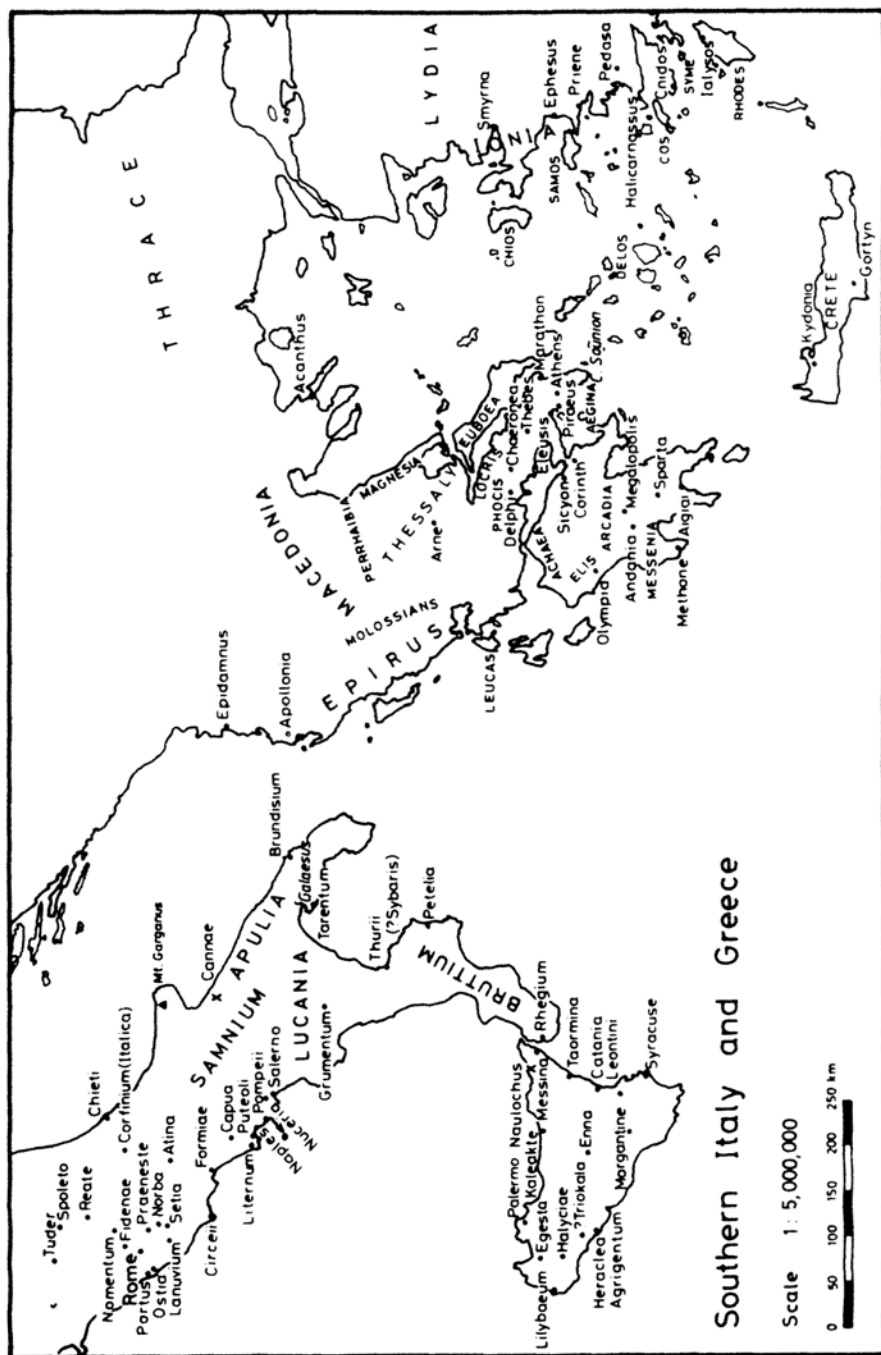 THRACE
LYDIA
IONIA
MACEDONIA
EPIRUS
MOLOSSIANS
PERRHAIBIA
MAGNESIA
THESSALY
Arne
Acanthus
Epidamnus
Apollonia
LEUCAS
EUBOEA
LOCRIS
PHOCIS
Delphi
Chaeronea
Thebes
Marathon
Athens
Piraeus
AEGINA
C. Saūnion
Eleusis
Sicyon
Corinth
ACHAEA
ELIS
ARCADIA
Olympia
Andania
Megalopolis
MESSENIA
Sparta
Methone
Aigiai
Smyrna
CHIOS
Ephesus
SAMOS
Priene
Pedasa
Halicarnassus
DELOS
COS
Cnidos
SYME
Ialysos
RHODES
Kydonia
CRETE
Gortyn
Tuder
Spoleto
Reate
Nomentum
Fidenae
Rome
Praeneste
Portus
Ostia
Norba
Lanuvium
Setia
Chieti
Corfinium (Italica)
Atina
Circeii
Formiae
Liternum
Capua
Puteoli
Naples
Pompeii
Nuceria
Salerno
Mt. Garganus
Cannae
SAMNIUM
APULIA
LUCANIA
Grumentum
Brundisium
Galaesus
Tarentum
Thurii
(?Sybaris)
Petelia
BRUTTIUM
Rhegium
Palermo
Naulochus
Kaleakte
Messina
Lilybaeum
Egesta
Halyciae
?Triokala
Enna
Taormina
Catania
Leontini
Syracuse
Heraclea
Agrigentum
Morgantine
Southern Italy and Greece
Scale 1: 5,000,000
0 50 100 150 200 250 km